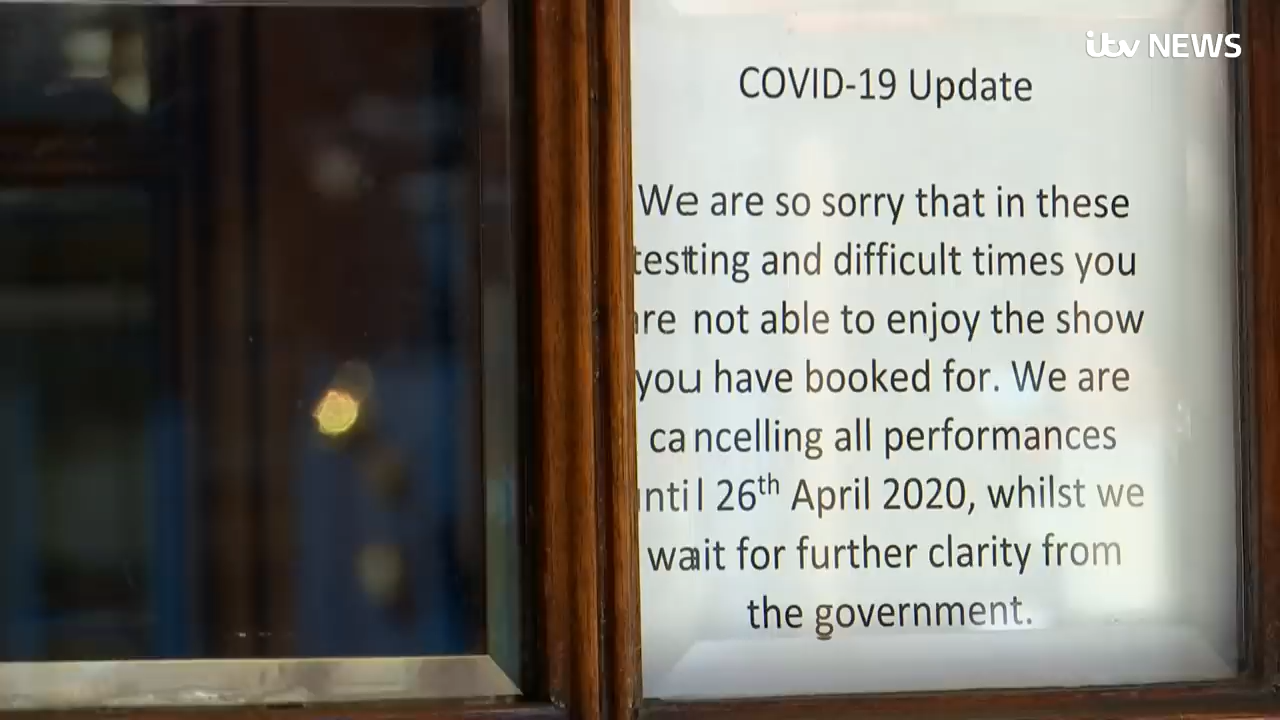 itv NEWS
COVID-19 Update
We are so sorry that in these
testing and difficult times you
are not able to enjoy the show
you have booked for. We are
cancelling all performances
until 26th April 2020, whilst we
wait for further clarity from
the government.